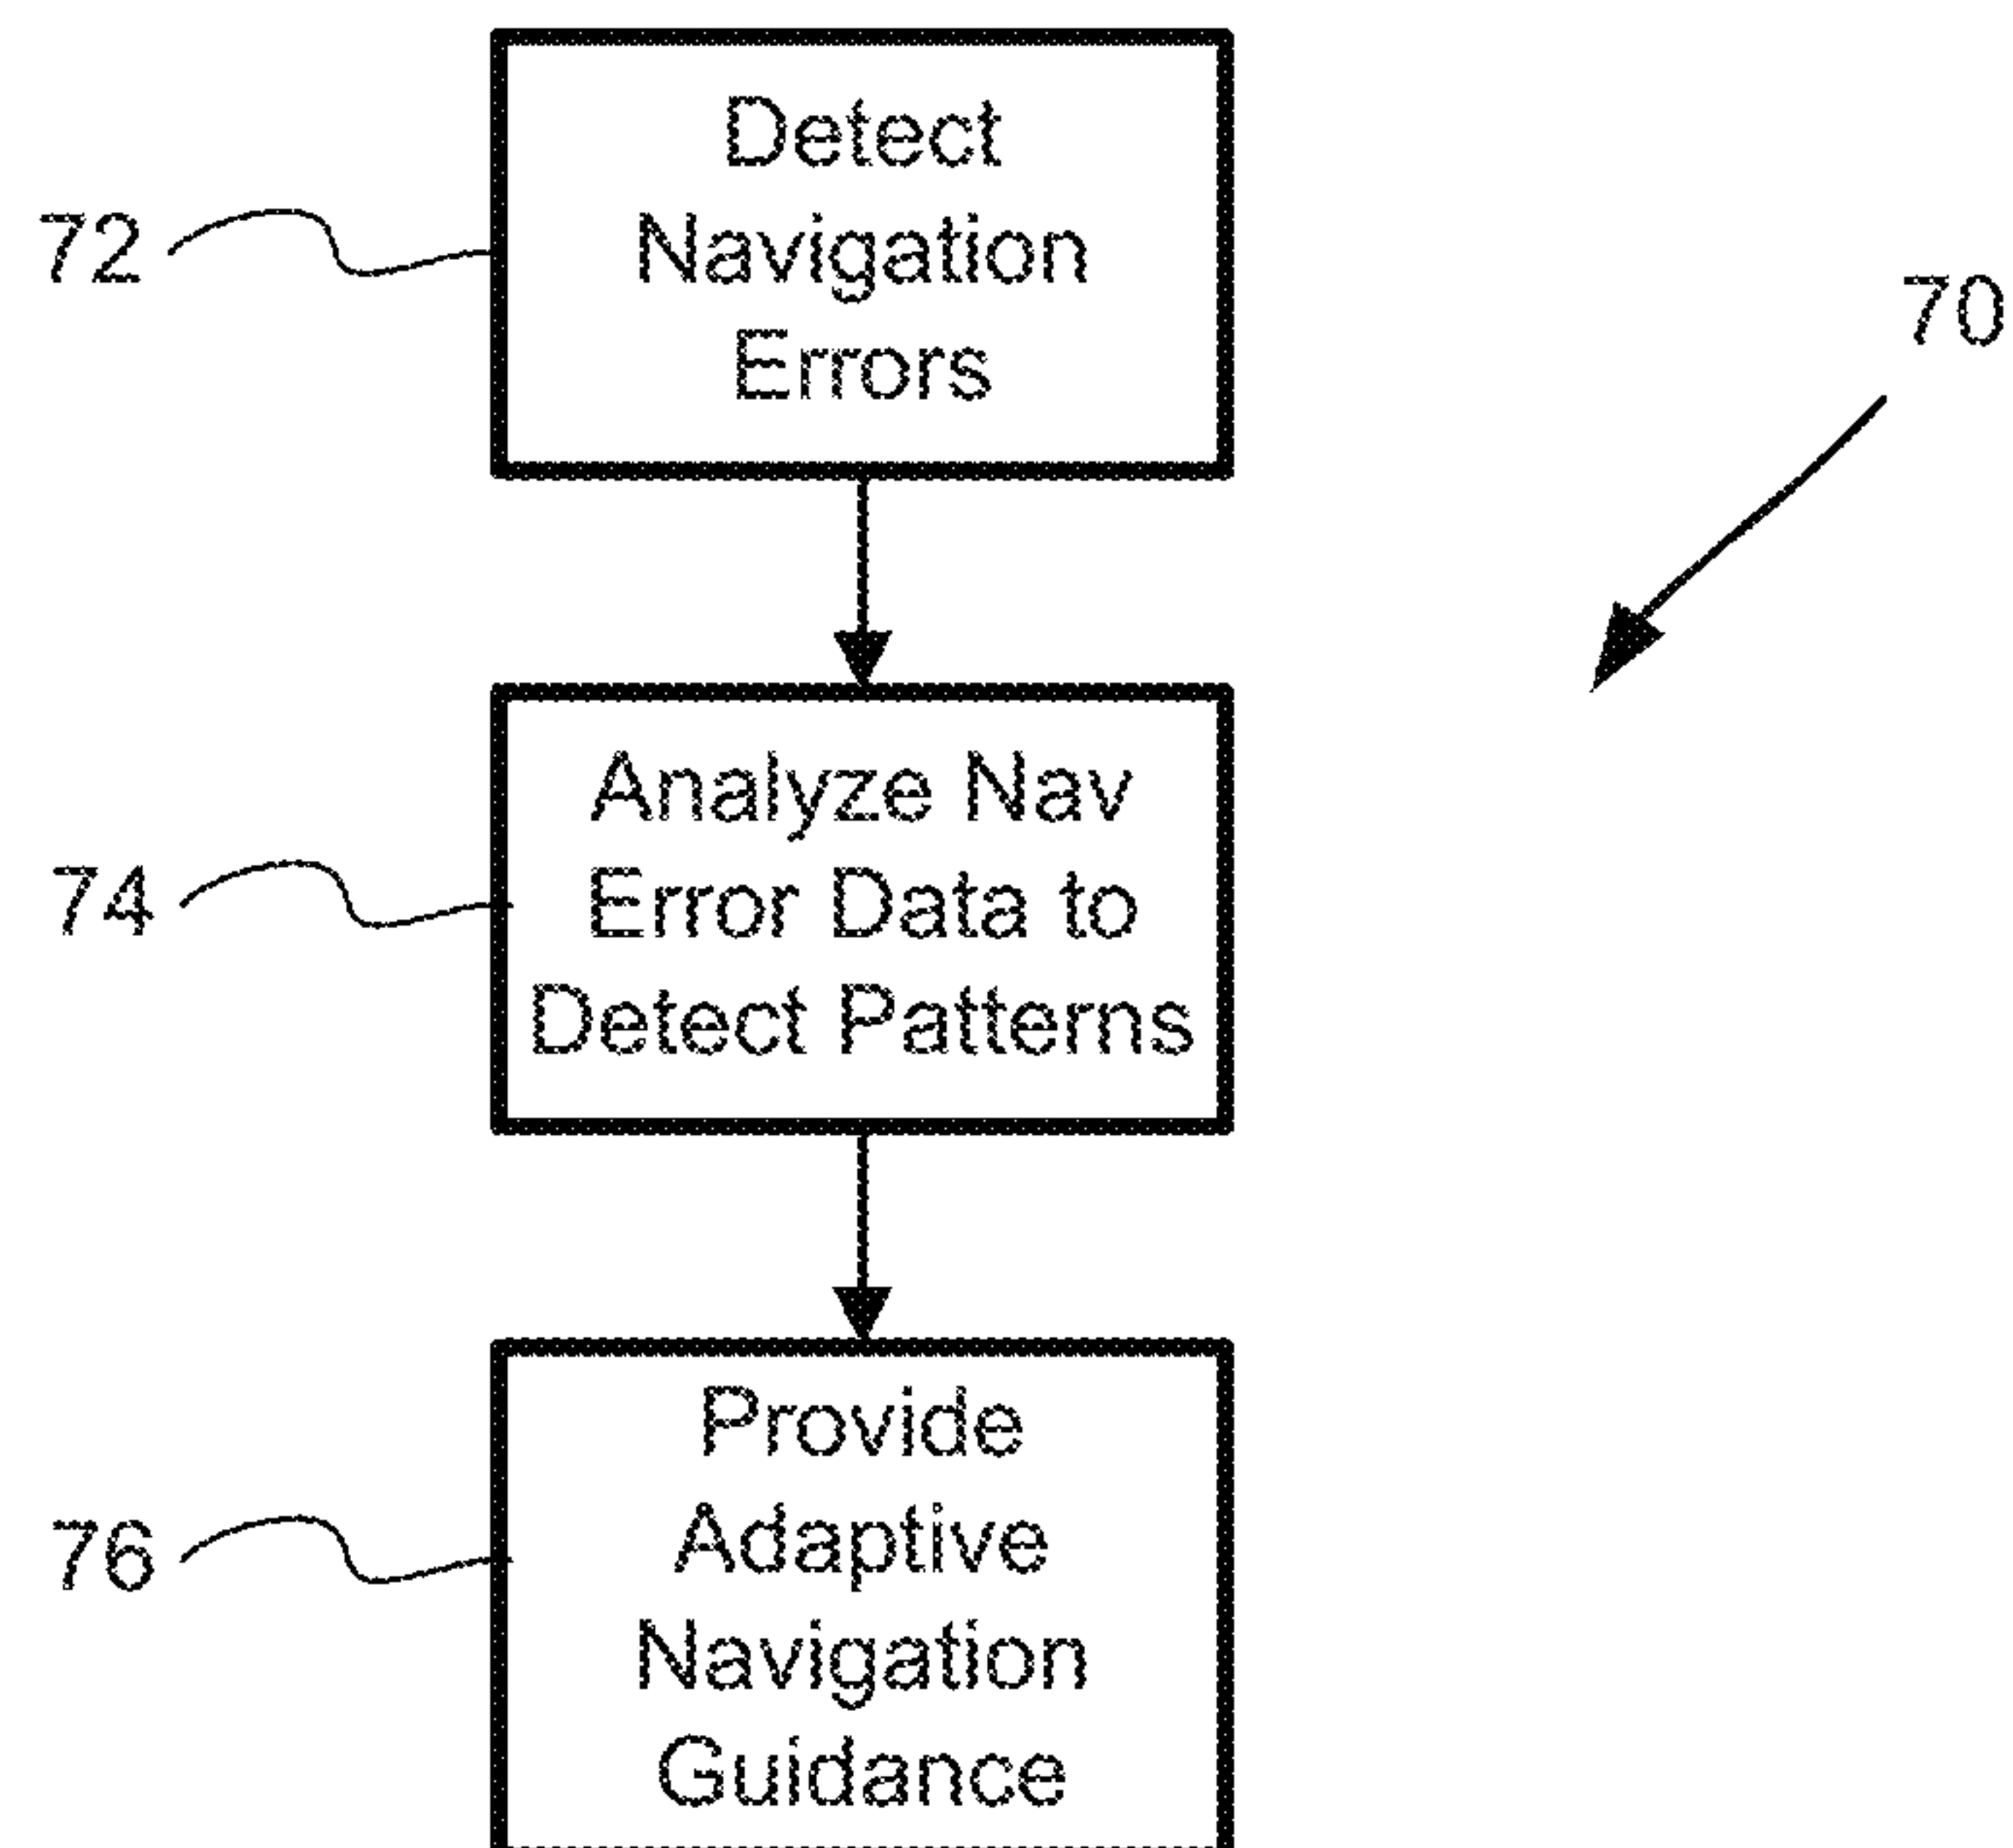 Detect
Navigation
Errors
72
70
Analyze Nav
Error Data to
Detect Patterns
74
Provide
Adaptive
Navigation
Guidance
76